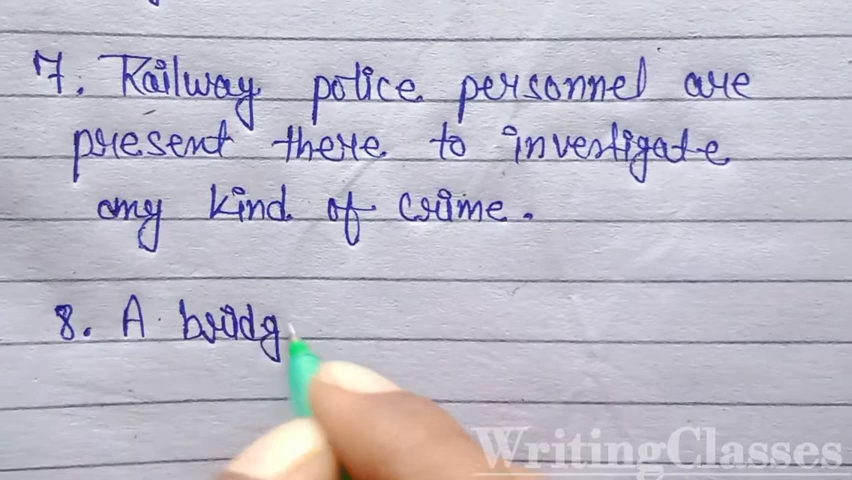 7. Railway police personnel are
present there to investigate
any kind of crime.
8. A bridg
WritingClasses